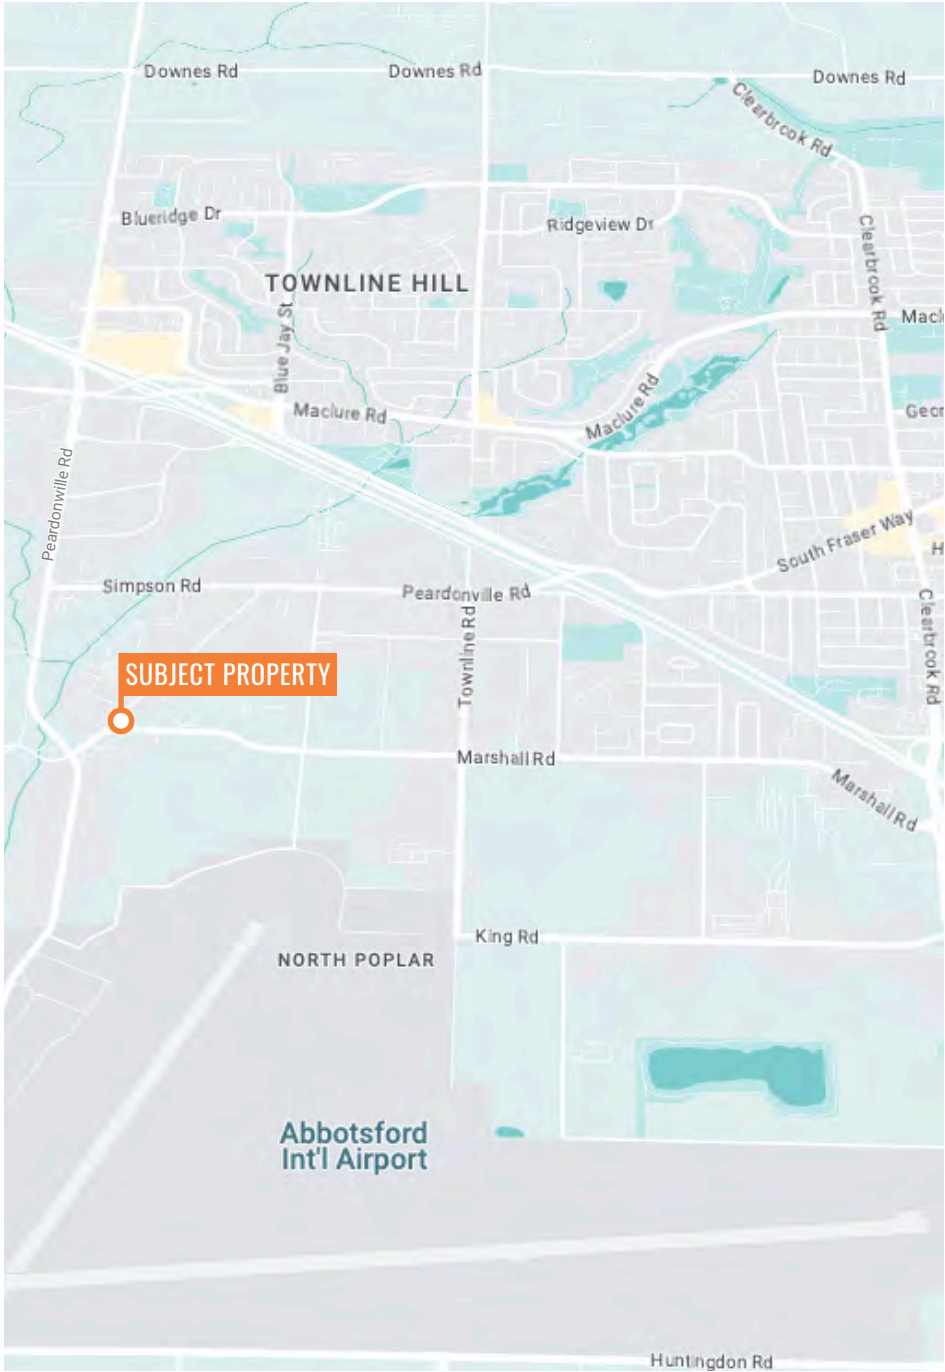 Downes Rd
Downes Rd
Downes Rd
Clearbrook Rd
Blueridge Dr
Ridgeview Dr
Clearbrook Rd
TOWNLINE HILL
Blue Jay St
Maclure Rd
Maclure Rd
Peardonville Rd
South Fraser Way
Simpson Rd
Peardonville Rd
Townline Rd
Clearbrook Rd
SUBJECT PROPERTY
Marshall Rd
Marshall Rd
King Rd
NORTH POPLAR
Abbotsford
Int'l Airport
Huntingdon Rd